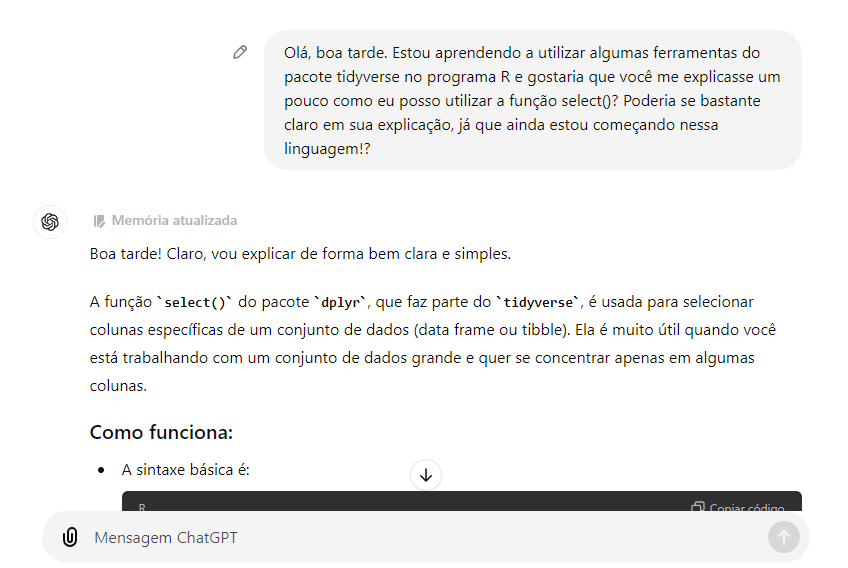 Olá, boa tarde. Estou aprendendo a utilizar algumas ferramentas do
pacote tidyverse no programa R e gostaria que você me explicasse um
pouco como eu posso utilizar a função select()? Poderia se bastante
claro em sua explicação, já que ainda estou começando nessa
linguagem!?
Memória atualizada
Boa tarde! Claro, vou explicar de forma bem clara e simples.
A função `select()` do pacote `dplyr`, que faz parte do `tidyverse`, é usada para selecionar
colunas específicas de um conjunto de dados (data frame ou tibble). Ela é muito útil quando você
está trabalhando com um conjunto de dados grande e quer se concentrar apenas em algumas
colunas.
Como funciona:
• A sintaxe básica é:
R Copiar código
Mensagem ChatGPT